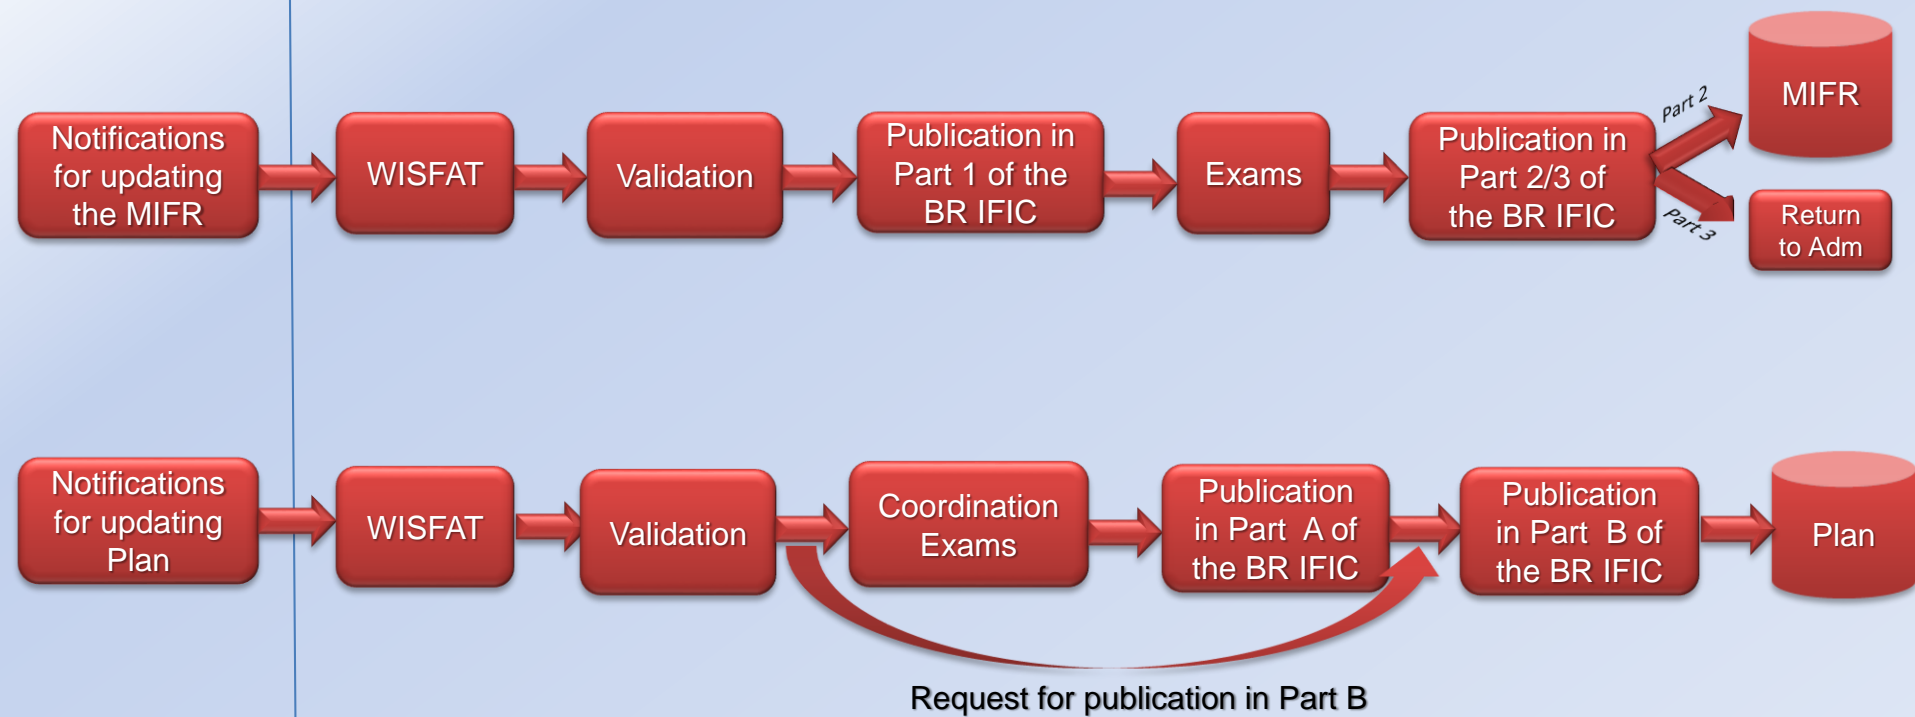 Notifications
for updating
the MIFR
WISFAT
Validation
Publication in
Part 1 of the
BR IFIC
Exams
Publication in
Part 2/3 of
the BR IFIC
Part 2
Part 3
MIFR
Return
to Adm
Notifications
for updating
Plan
WISFAT
Validation
Coordination
Exams
Publication
in Part A of
the BR IFIC
Publication
in Part B of
the BR IFIC
Plan
Request for publication in Part B